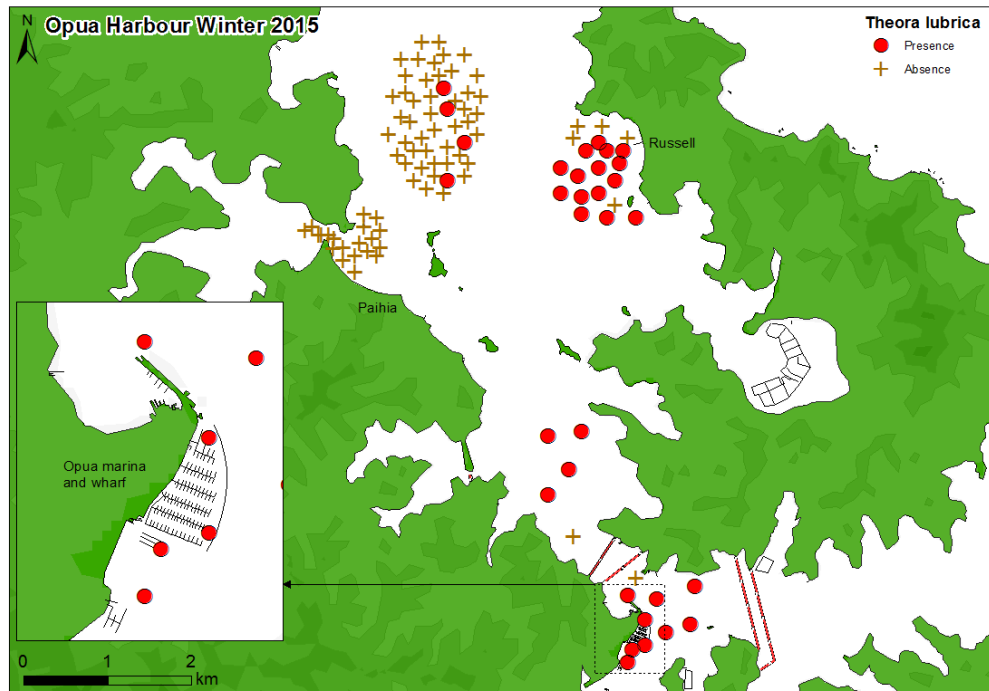 Opua Harbour Winter 2015
N
Theora lubrica
Presence
Absence
Russell
Paihia
Opua marina
and wharf
0 1 2
km